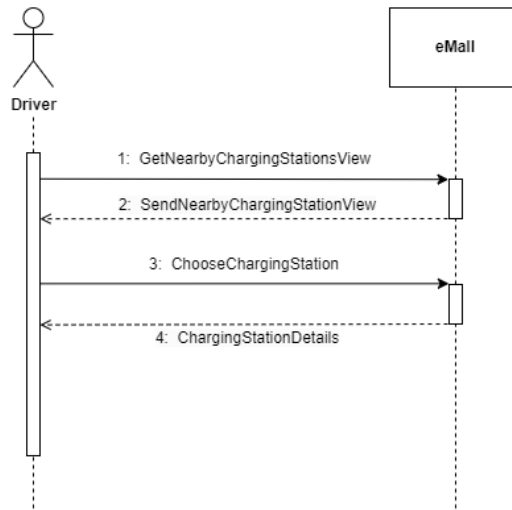 eMall
Driver
1: GetNearbyChargingStationsView
2: SendNearbyChargingStationView
3: ChooseChargingStation
4: ChargingStationDetails